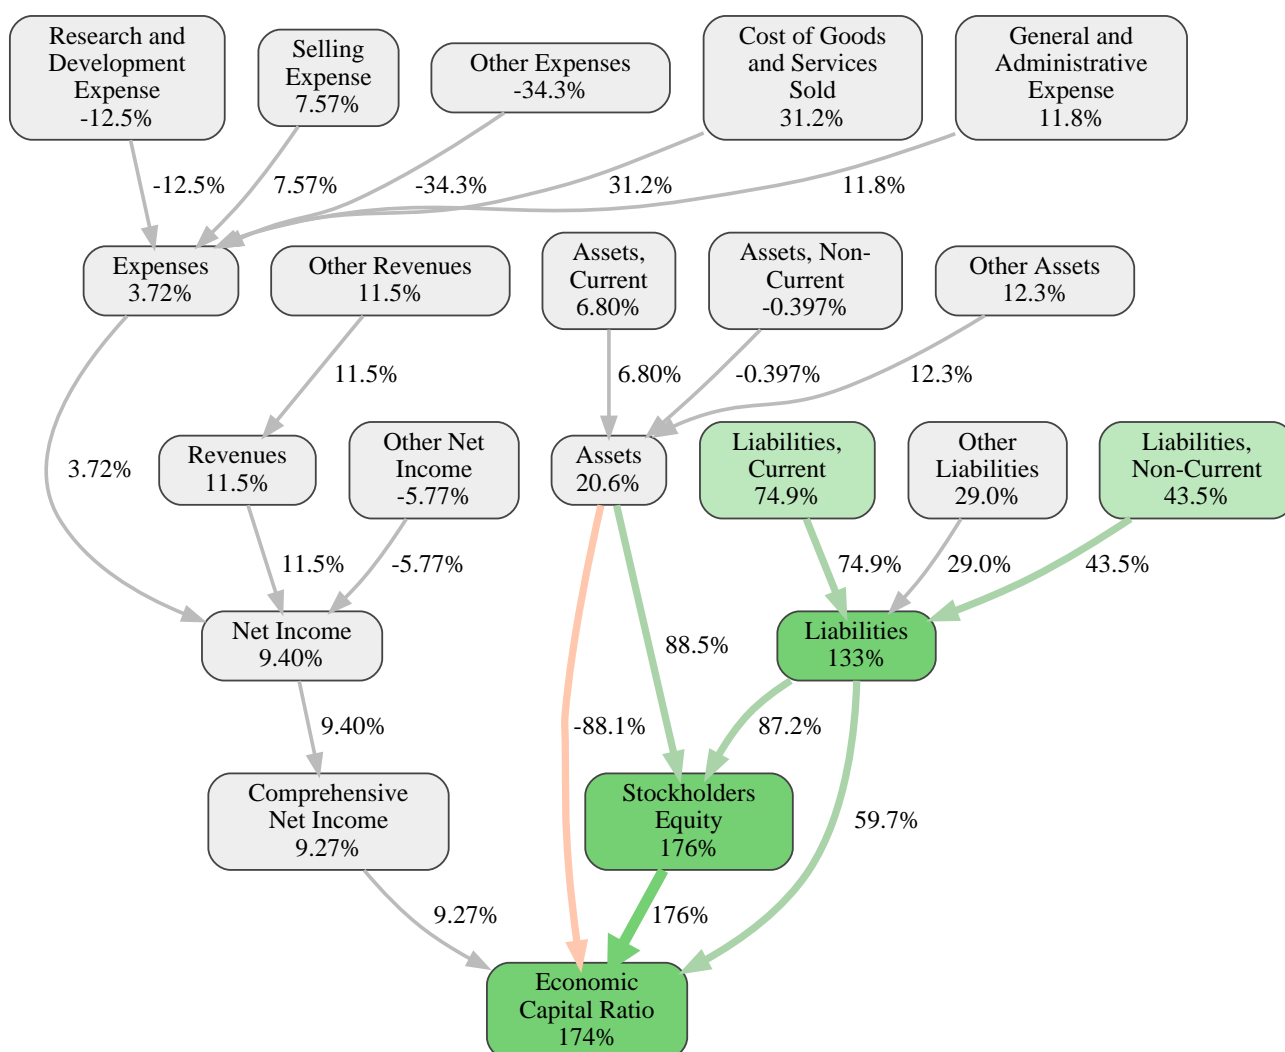 Research and
Development
Expense
-12.5%
Selling
Expense
7.57%
Other Expenses
-34.3%
Cost of Goods
and Services
Sold
31.2%
General and
Administrative
Expense
11.8%
-12.5%
7.57%
-34.3%
31.2%
11.8%
Expenses
3.72%
Other Revenues
11.5%
Assets,
Current
6.80%
Assets, Non-
Current
-0.397%
Other Assets
12.3%
11.5%
6.80%
-0.397%
12.3%
3.72%
Revenues
11.5%
Other Net
Income
-5.77%
Assets
20.6%
Liabilities,
Current
74.9%
Other
Liabilities
29.0%
Liabilities,
Non-Current
43.5%
11.5%
-5.77%
74.9%
29.0%
43.5%
Net Income
9.40%
88.5%
Liabilities
133%
9.40%
-88.1%
87.2%
Comprehensive
Net Income
9.27%
Stockholders
Equity
176%
59.7%
9.27%
176%
Economic
Capital Ratio
174%